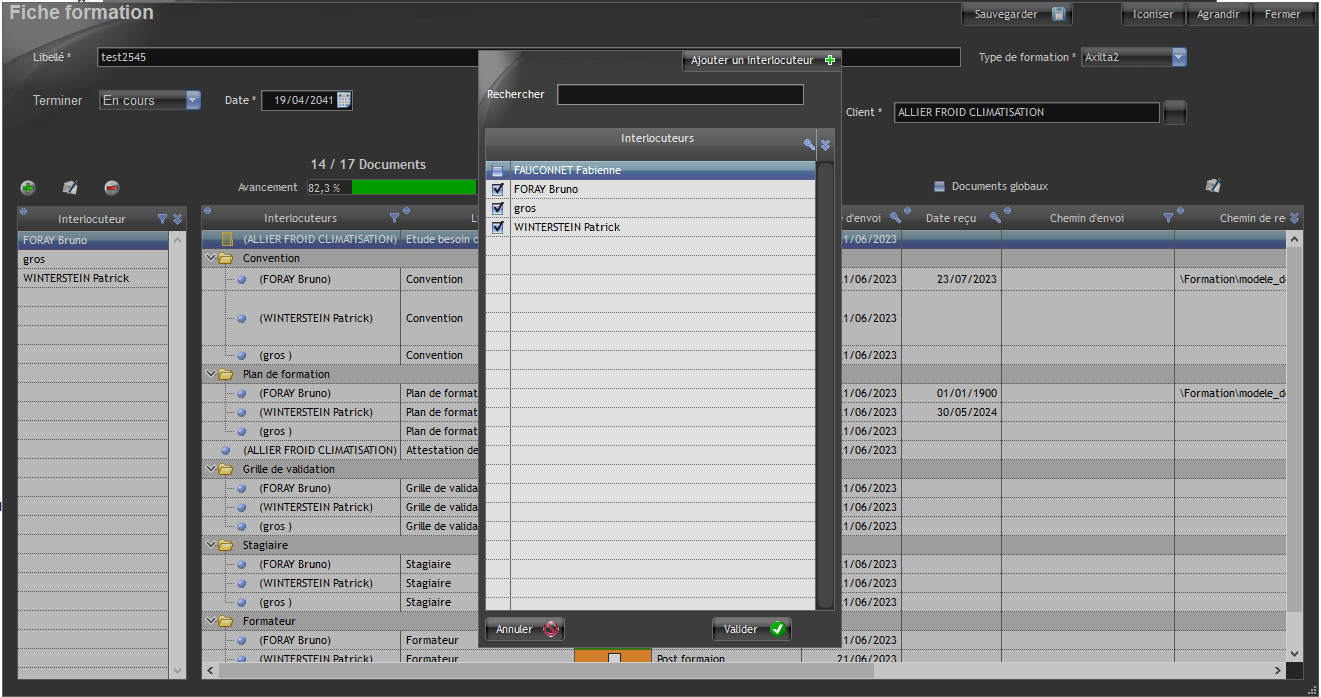 Fiche formation
Sauvegarder
Iconiser
Agrandir
Fermer
Libellé *
test2545
Type de formation *
Axilta2
Terminer
En cours
Date *
19/04/2041
Client *
ALLIER FROID CLIMATISATION
14 / 17 Documents
Avancement
82,3 %
Documents globaux
Ajouter un interlocuteur
Rechercher
Interlocuteurs
FAUCONNET Fabienne
FORAY Bruno
gros
WINTERSTEIN Patrick
Annuler
Valider
Interlocuteur
FORAY Bruno
gros
WINTERSTEIN Patrick
Interlocuteurs
d'envoi
Date reçu
Chemin d'envoi
Chemin de re
(ALLIER FROID CLIMATISATION) Etude besoin 1/06/2023
Convention
(FORAY Bruno) Convention 1/06/2023 23/07/2023 \Formation\modele_d
(WINTERSTEIN Patrick) Convention 1/06/2023
(gros ) Convention 1/06/2023
Plan de formation
(FORAY Bruno) Plan de format 1/06/2023 01/01/1900 \Formation\modele_d
(WINTERSTEIN Patrick) Plan de format 1/06/2023 30/05/2024
(gros ) Plan de format 1/06/2023
(ALLIER FROID CLIMATISATION) Attestation de 1/06/2023
Grille de validation
(FORAY Bruno) Grille de valida 1/06/2023
(WINTERSTEIN Patrick) Grille de valida 1/06/2023
(gros ) Grille de valida 1/06/2023
Stagiaire
(FORAY Bruno) Stagiaire 1/06/2023
(WINTERSTEIN Patrick) Stagiaire 1/06/2023
(gros ) Stagiaire 1/06/2023
Formateur
(FORAY Bruno) Formateur 1/06/2023
(WINTERSTEIN Patrick) Formateur Post formaion 21/06/2023